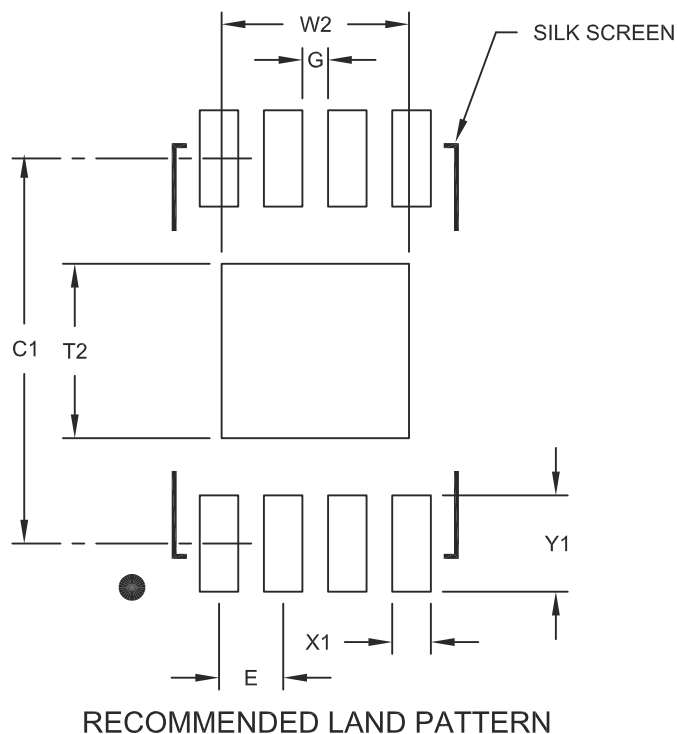 W2
SILK SCREEN
G
C1
T2
Y1
X1
E
RECOMMENDED LAND PATTERN